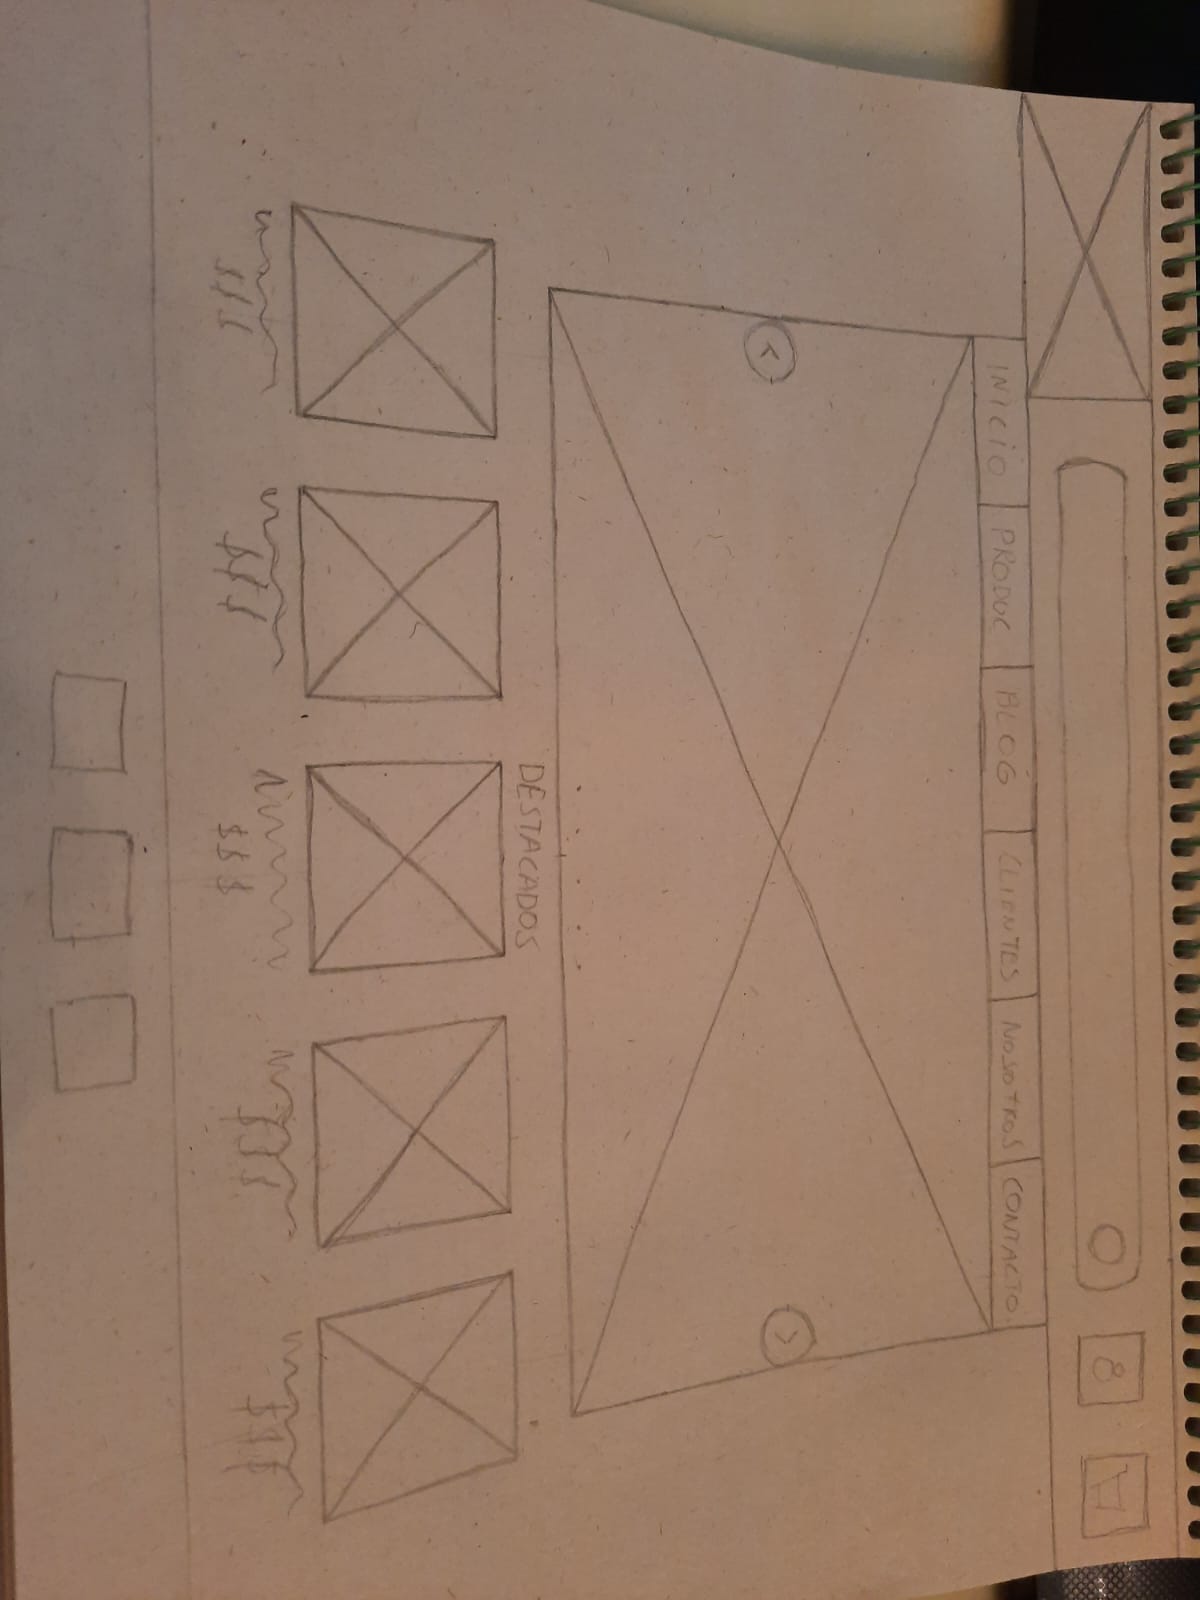 INICIO PRODUC BLOG CLIENTES NOSOTROS CONTACTO
DESTACADOS
$$$ $$$ $$$ $$$ $$$